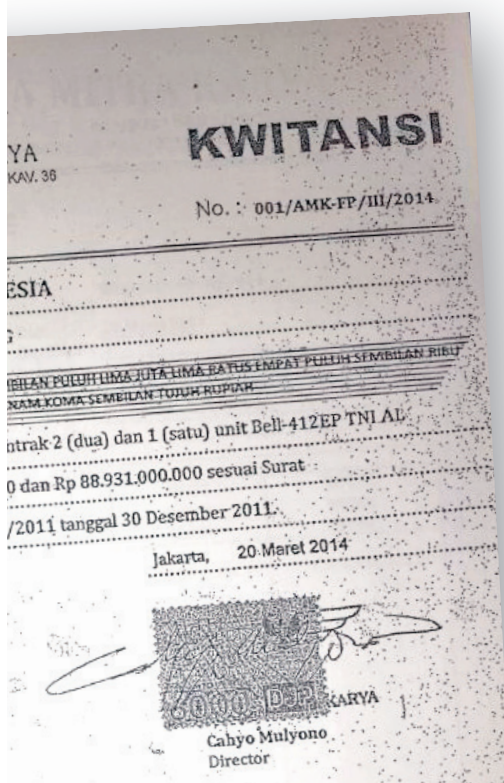 YA
KAV. 36
KWITANSI
No. : 001/AMK-FP/III/2014
ESIA
G
BILAN PULUH LIMA JUTA LIMA RATUS EMPAT PULUH SEMBILAN RIBU
NAM KOMA SEMBILAN TUJUH RUPIAH
ntrak 2 (dua) dan 1 (satu) unit Bell-412EP TNI AL
0 dan Rp 88.931.000.000 sesuai Surat
/2011 tanggal 30 Desember 2011.
Jakarta, 20 Maret 2014
6000 DJP
KARYA
Cahyo Mulyono
Director